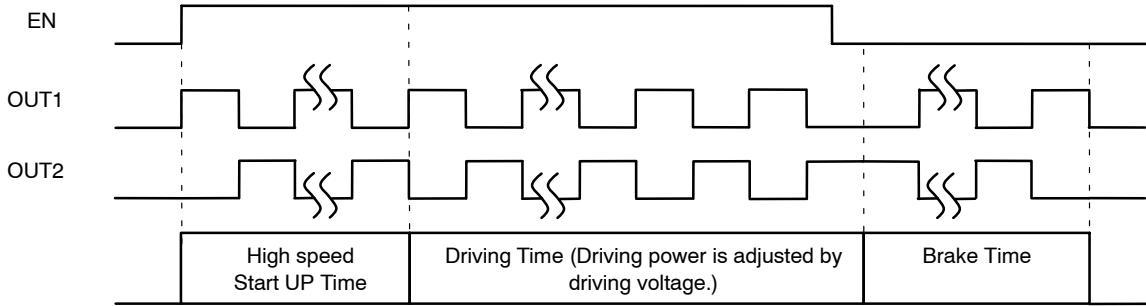 EN
OUT1
OUT2
High speed
Start UP Time
Driving Time (Driving power is adjusted by
driving voltage.)
Brake Time